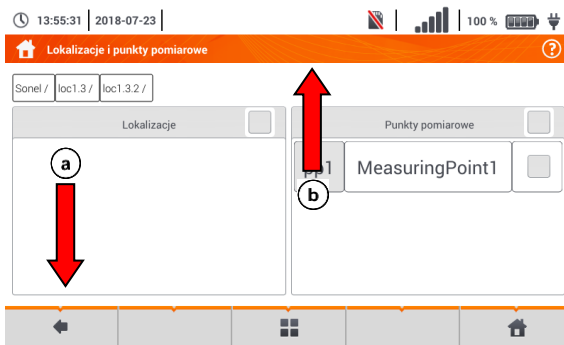 13:55:31 2018-07-23 100 %
Lokalizacje i punkty pomiarowe
Sonel / loc1.3 / loc1.3.2 /
Lokalizacje Punkty pomiarowe
a pp1 MeasuringPoint1
b